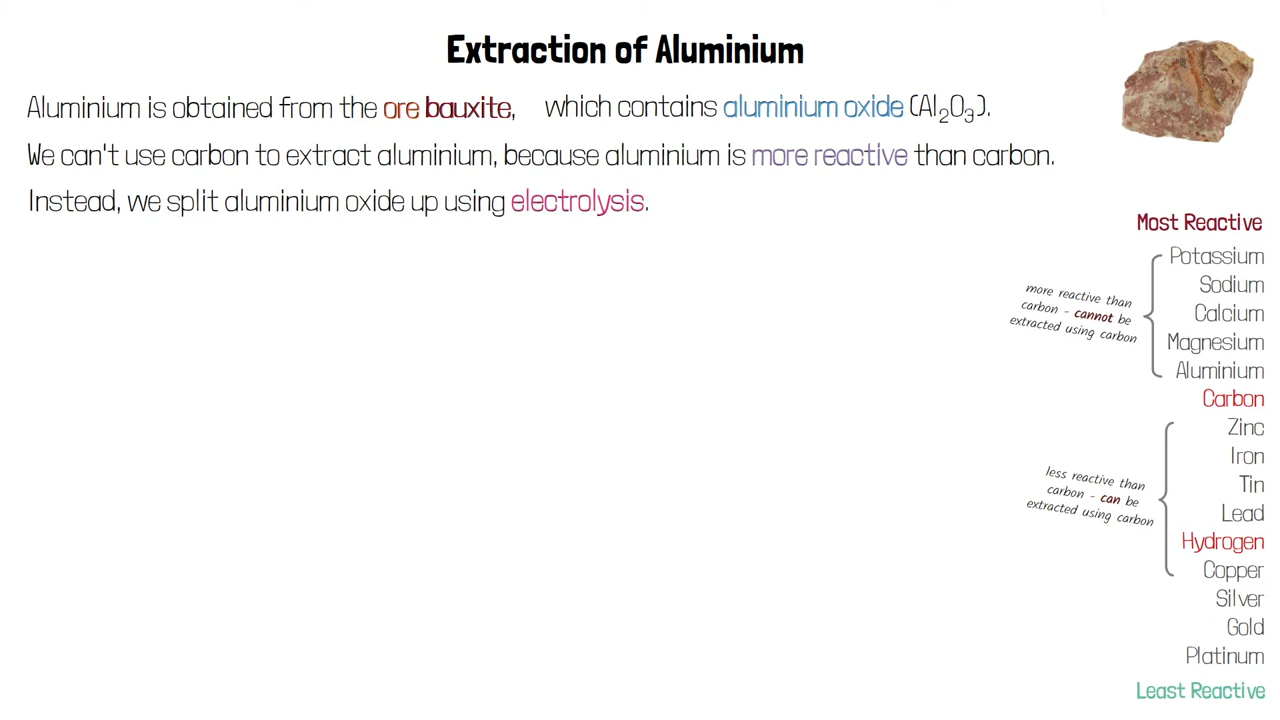 Extraction of Aluminium
Aluminium is obtained from the ore bauxite, which contains aluminium oxide (Al₂O₃).
We can't use carbon to extract aluminium, because aluminium is more reactive than carbon.
Instead, we split aluminium oxide up using electrolysis.
Most Reactive
Potassium
Sodium
Calcium
Magnesium
Aluminium
more reactive than
carbon - cannot be
extracted using carbon
Carbon
Zinc
Iron
Tin
Lead
Hydrogen
Copper
less reactive than
carbon - can be
extracted using carbon
Silver
Gold
Platinum
Least Reactive